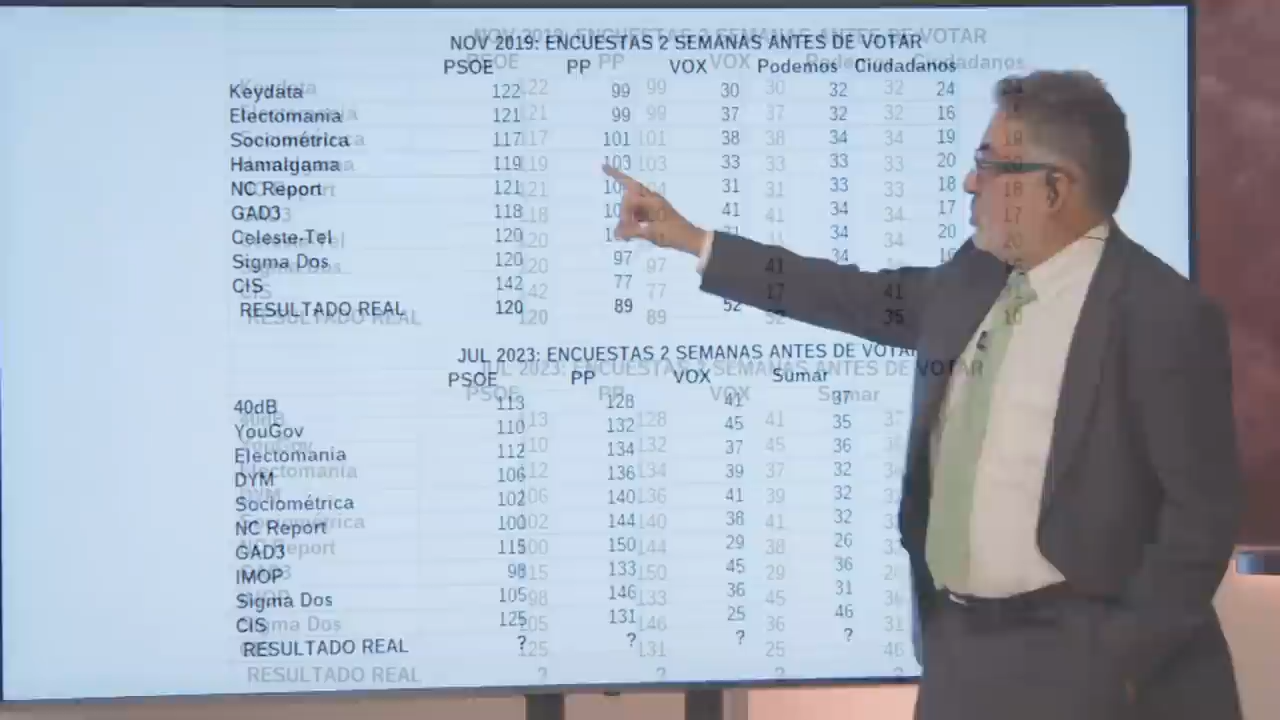 NOV 2019: ENCUESTAS 2 SEMANAS ANTES DE VOTAR
PSOE PP VOX Podemos Ciudadanos
Keydata 122 99 30 32 24
Electomania 121 99 37 32 16
Sociométrica 117 101 38 34 19
Hamalgama 119 103 33 33 20
NC Report 121 31 33 18
GAD3 118 41 34 17
Celeste-Tel 120 34 20
Sigma Dos 120 97 34
CIS 142 77
RESULTADO REAL 120 89 52
JUL 2023: ENCUESTAS 2 SEMANAS ANTES DE VOTAR
PSOE PP VOX Sumar
40dB 113 128 41 37
YouGov 110 132 45 35
Electomania 112 134 37 36
DYM 106 136 39 32
Sociométrica 102 140 41 32
NC Report 100 144 38 32
GAD3 115 150 29 26
IMOP 98 133 45 36
Sigma Dos 105 146 36 31
CIS 125 131 25 46
RESULTADO REAL ? ? ? ?